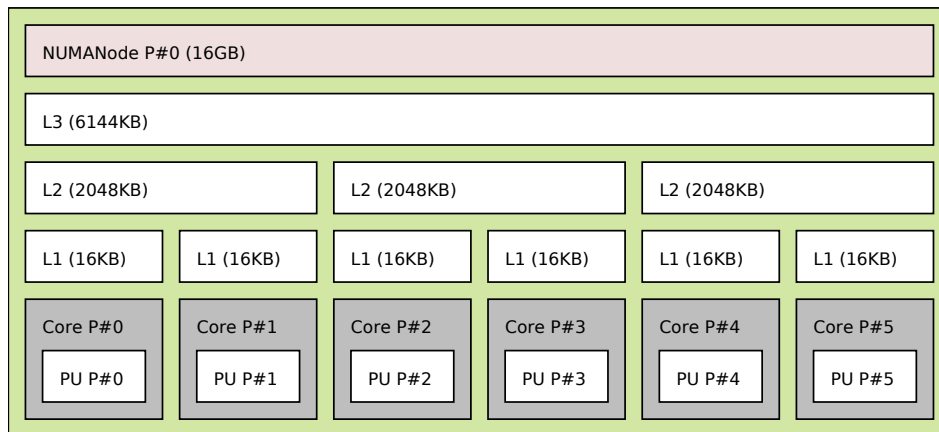 NUMANode P#0 (16GB)
L3 (6144KB)
L2 (2048KB) L2 (2048KB) L2 (2048KB)
L1 (16KB) L1 (16KB) L1 (16KB) L1 (16KB) L1 (16KB) L1 (16KB)
Core P#0 Core P#1 Core P#2 Core P#3 Core P#4 Core P#5
PU P#0 PU P#1 PU P#2 PU P#3 PU P#4 PU P#5